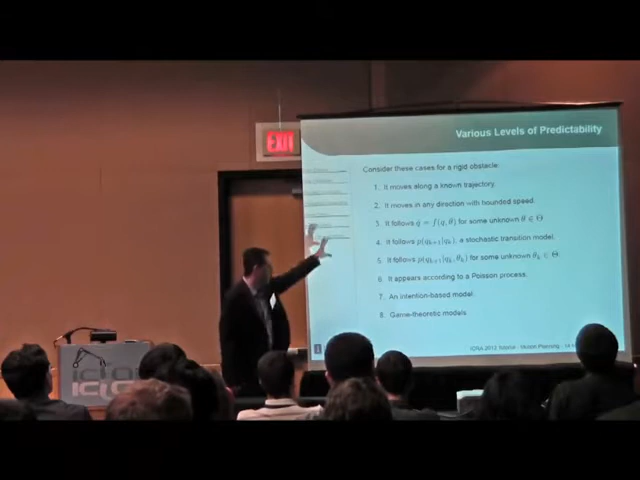 EXIT
Various Levels of Predictability
Consider these cases for a rigid obstacle:
1. It moves along a known trajectory.
2. It moves in any direction with bounded speed.
3. It follows q̇ = f(q, θ) for some unknown θ ∈ Θ
4. It follows p(qₖ₊₁|qₖ), a stochastic transition model.
5. It follows p(qₖ₊₁|qₖ, θₖ) for some unknown θₖ ∈ Θ.
6. It appears according to a Poisson process.
7. An intention-based model.
8. Game-theoretic models
ICRA 2012 Tutorial - Motion Planning